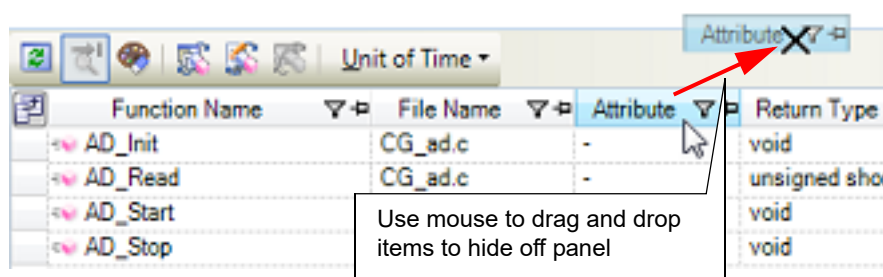 Attribute
Unit of Time
Function Name File Name Attribute Return Type
AD_Init CG_ad.c - void
AD_Read CG_ad.c - unsigned sho
AD_Start void
AD_Stop void
Use mouse to drag and drop
items to hide off panel